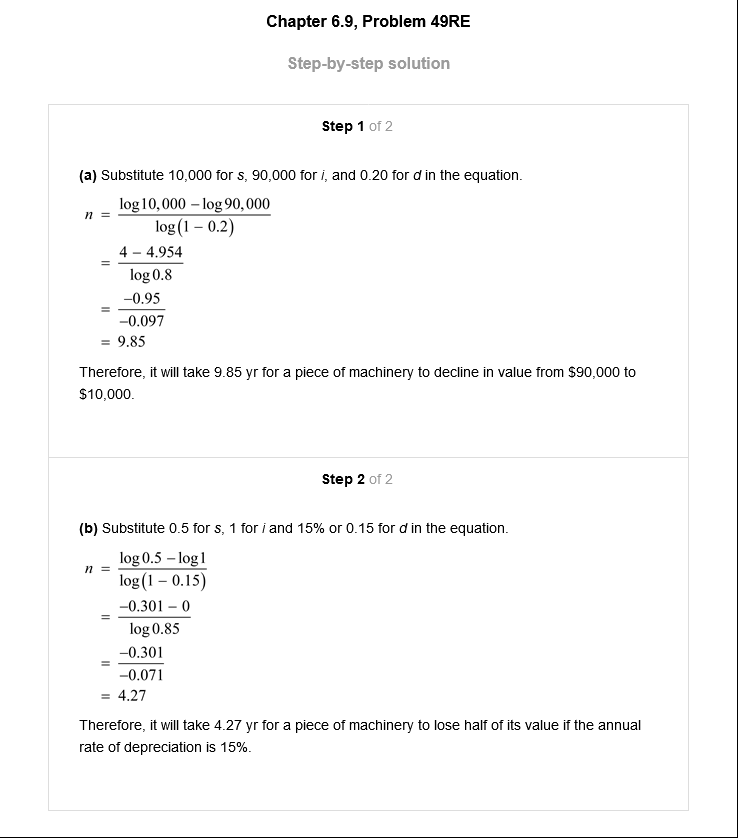 Chapter 6.9, Problem 49RE
Step-by-step solution
Step 1 of 2
(a) Substitute 10,000 for s, 90,000 for i, and 0.20 for d in the equation.
n = (log 10,000 − log 90,000) / (log(1 − 0.2))
= (4 − 4.954) / (log 0.8)
= (−0.95) / (−0.097)
= 9.85
Therefore, it will take 9.85 yr for a piece of machinery to decline in value from $90,000 to
$10,000.
Step 2 of 2
(b) Substitute 0.5 for s, 1 for i and 15% or 0.15 for d in the equation.
n = (log 0.5 − log 1) / (log(1 − 0.15))
= (−0.301 − 0) / (log 0.85)
= (−0.301) / (−0.071)
= 4.27
Therefore, it will take 4.27 yr for a piece of machinery to lose half of its value if the annual
rate of depreciation is 15%.